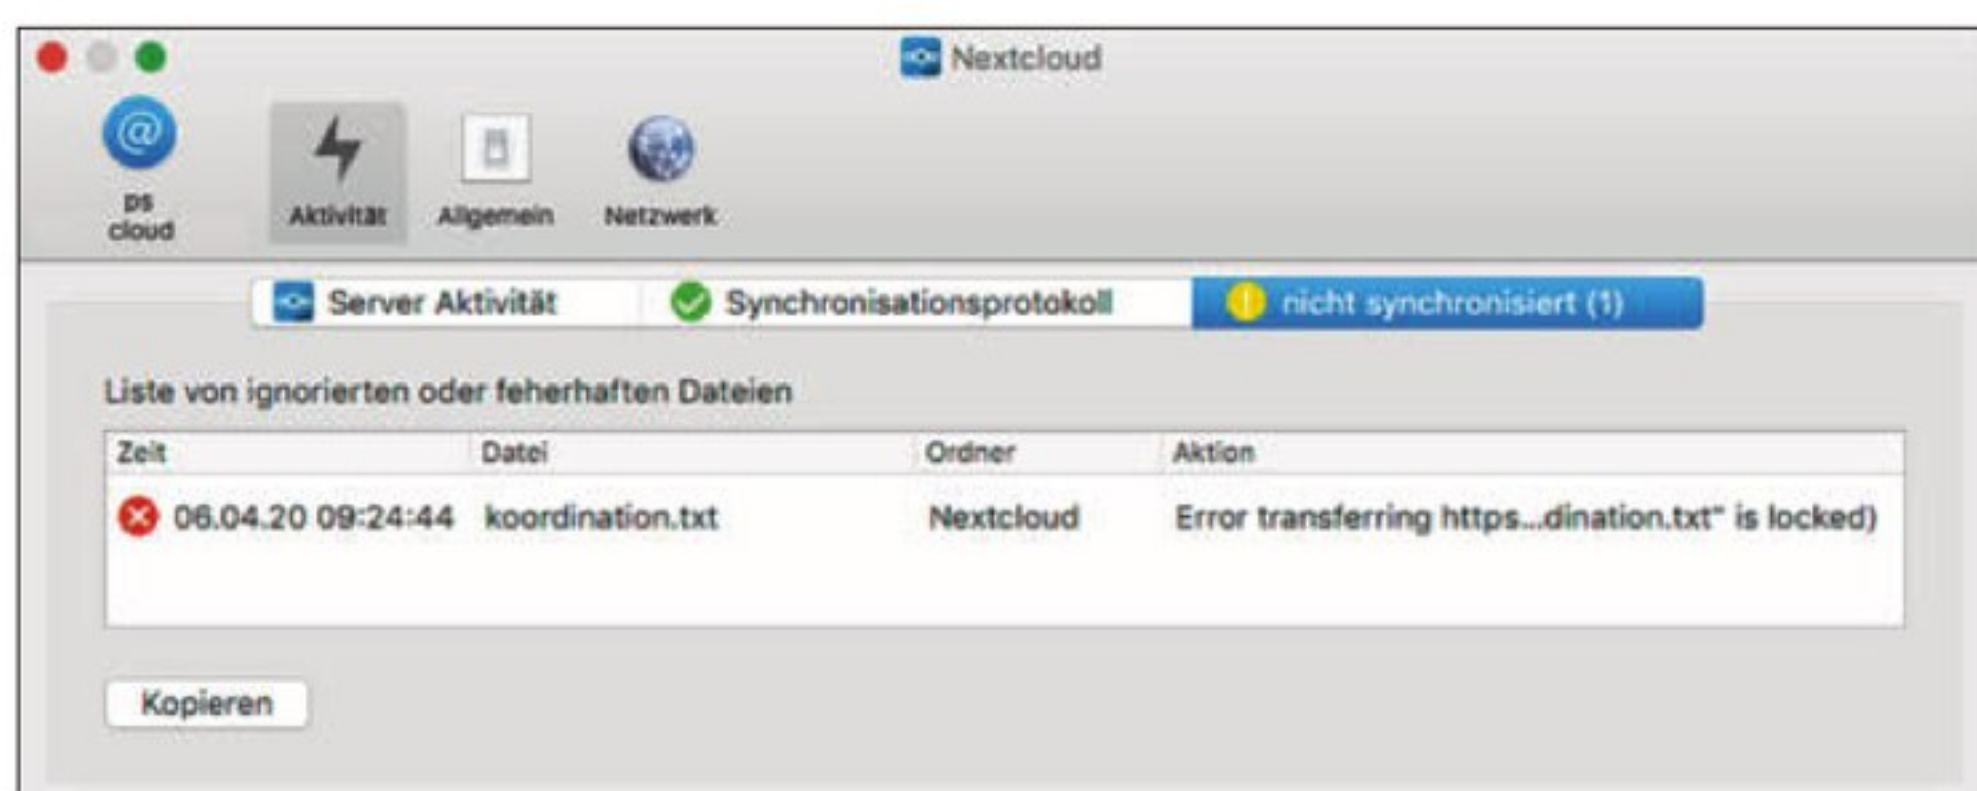 Nextcloud
ps
cloud
Aktivität
Allgemein
Netzwerk
Server Aktivität
Synchronisationsprotokoll
nicht synchronisiert (1)
Liste von ignorierten oder feherhaften Dateien
Zeit Datei Ordner Aktion
06.04.20 09:24:44 koordination.txt Nextcloud Error transferring https...dination.txt" is locked)
Kopieren